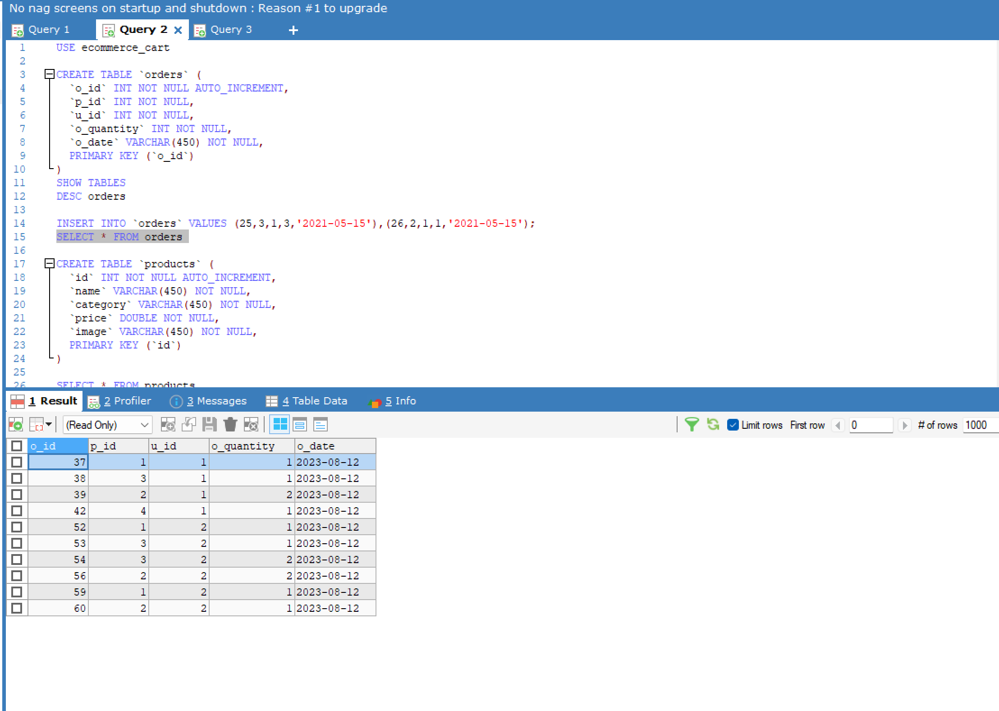 No nag screens on startup and shutdown : Reason #1 to upgrade
Query 1 Query 2 Query 3
1 USE ecommerce_cart
2
3 CREATE TABLE `orders` (
4 `o_id` INT NOT NULL AUTO_INCREMENT,
5 `p_id` INT NOT NULL,
6 `u_id` INT NOT NULL,
7 `o_quantity` INT NOT NULL,
8 `o_date` VARCHAR(450) NOT NULL,
9 PRIMARY KEY (`o_id`)
10 )
11 SHOW TABLES
12 DESC orders
13
14 INSERT INTO `orders` VALUES (25,3,1,3,'2021-05-15'),(26,2,1,1,'2021-05-15');
15 SELECT * FROM orders
16
17 CREATE TABLE `products` (
18 `id` INT NOT NULL AUTO_INCREMENT,
19 `name` VARCHAR(450) NOT NULL,
20 `category` VARCHAR(450) NOT NULL,
21 `price` DOUBLE NOT NULL,
22 `image` VARCHAR(450) NOT NULL,
23 PRIMARY KEY (`id`)
24 )
25
26 SELECT * FROM products
1 Result 2 Profiler 3 Messages 4 Table Data 5 Info
(Read Only) Limit rows First row 0 # of rows 1000
o_id p_id u_id o_quantity o_date
37 1 1 1 2023-08-12
38 3 1 1 2023-08-12
39 2 1 2 2023-08-12
42 4 1 1 2023-08-12
52 1 2 1 2023-08-12
53 3 2 1 2023-08-12
54 3 2 2 2023-08-12
56 2 2 2 2023-08-12
59 1 2 1 2023-08-12
60 2 2 1 2023-08-12